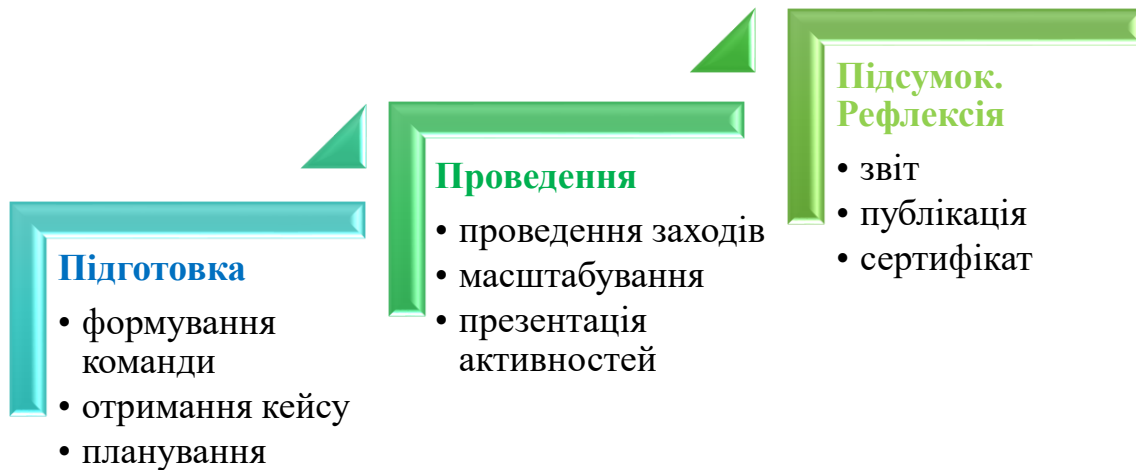 Підготовка
• формування
команди
• отримання кейсу
• планування
Проведення
• проведення заходів
• масштабування
• презентація
активностей
Підсумок.
Рефлексія
• звіт
• публікація
• сертифікат